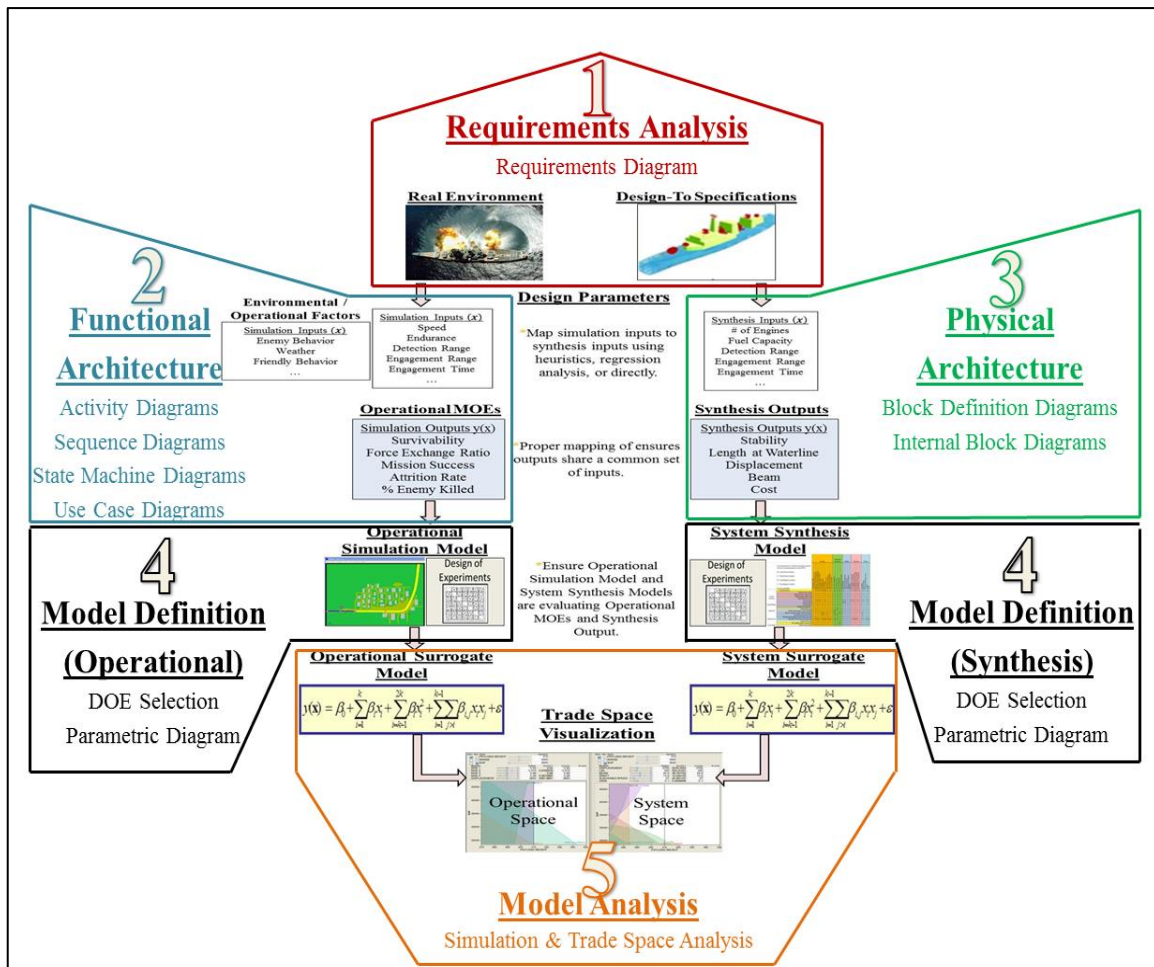 1
Requirements Analysis
Requirements Diagram
Real Environment
Design-To Specifications
2
Functional
Architecture
Activity Diagrams
Sequence Diagrams
State Machine Diagrams
Use Case Diagrams
Environmental /
Operational Factors
Simulation Inputs (x)
Enemy Behavior
Weather
Friendly Behavior
...
Simulation Inputs (x)
Speed
Endurance
Detection Range
Engagement Range
Engagement Time
...
Operational MOEs
Simulation Outputs y(x)
Survivability
Force Exchange Ratio
Mission Success
Attrition Rate
% Enemy Killed
Design Parameters
*Map simulation inputs to
synthesis inputs using
heuristics, regression
analysis, or directly.
*Proper mapping of ensures
outputs share a common set
of inputs.
Synthesis Inputs (x)
# of Engines
Fuel Capacity
Detection Range
Engagement Range
Engagement Time
...
Synthesis Outputs
Synthesis Outputs y(x)
Stability
Length at Waterline
Displacement
Beam
Cost
3
Physical
Architecture
Block Definition Diagrams
Internal Block Diagrams
4
Model Definition
(Operational)
DOE Selection
Parametric Diagram
Operational
Simulation Model
Design of
Experiments
*Ensure Operational
Simulation Model and
System Synthesis Models
are evaluating Operational
MOEs and Synthesis
Output.
System Synthesis
Model
Design of
Experiments
4
Model Definition
(Synthesis)
DOE Selection
Parametric Diagram
Operational Surrogate
Model
System Surrogate
Model
Trade Space
Visualization
Operational
Space
System
Space
5
Model Analysis
Simulation & Trade Space Analysis